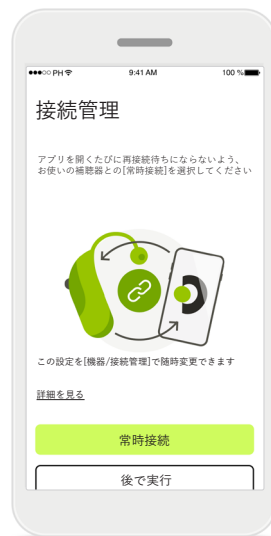 ●●●○○ PH 9:41 AM 100 %
接続管理
アプリを開くたびに再接続待ちにならないよう、
お使いの補聴器との[常時接続]を選択してください
この設定を[機器/接続管理]で随時変更できます
詳細を見る
常時接続
後で実行